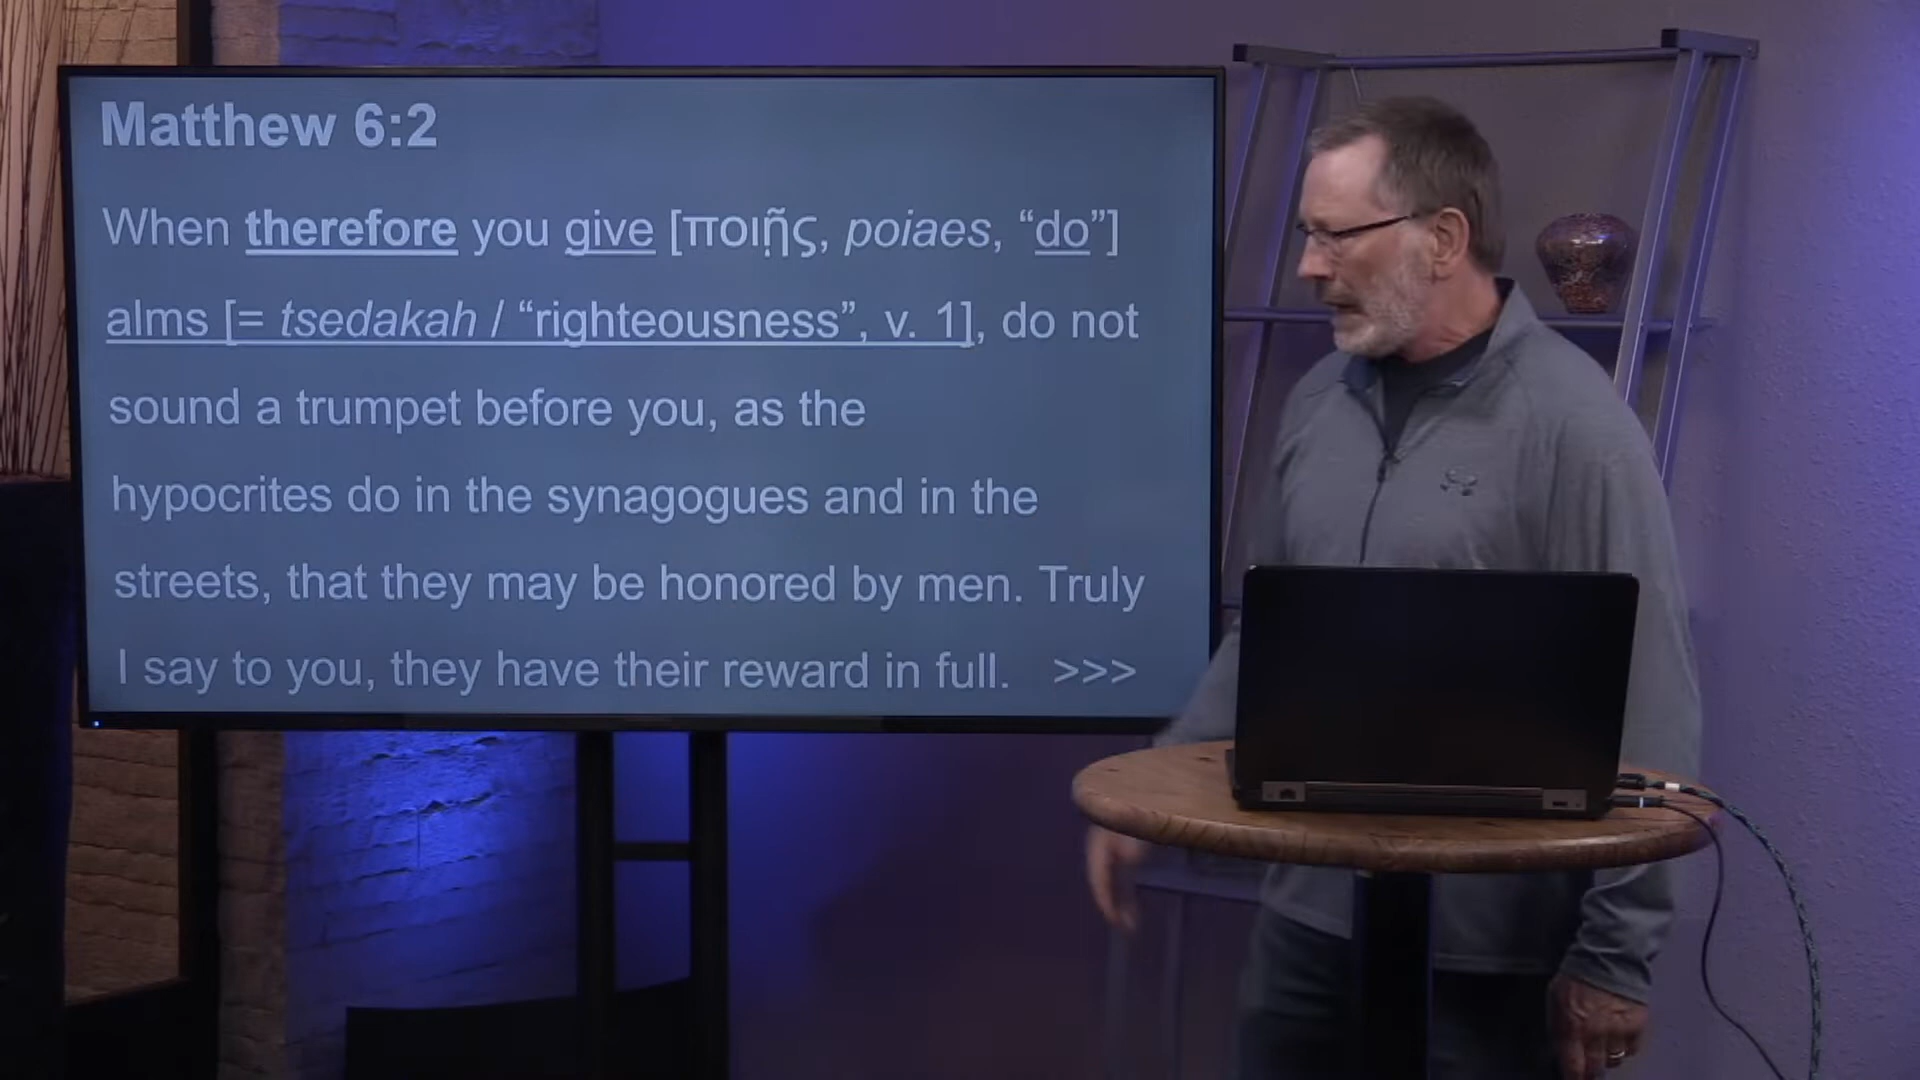 Matthew 6:2
When therefore you give [ποιῇς, poiaes, “do”]
alms [= tsedakah / “righteousness”, v. 1], do not
sound a trumpet before you, as the
hypocrites do in the synagogues and in the
streets, that they may be honored by men. Truly
I say to you, they have their reward in full. >>>